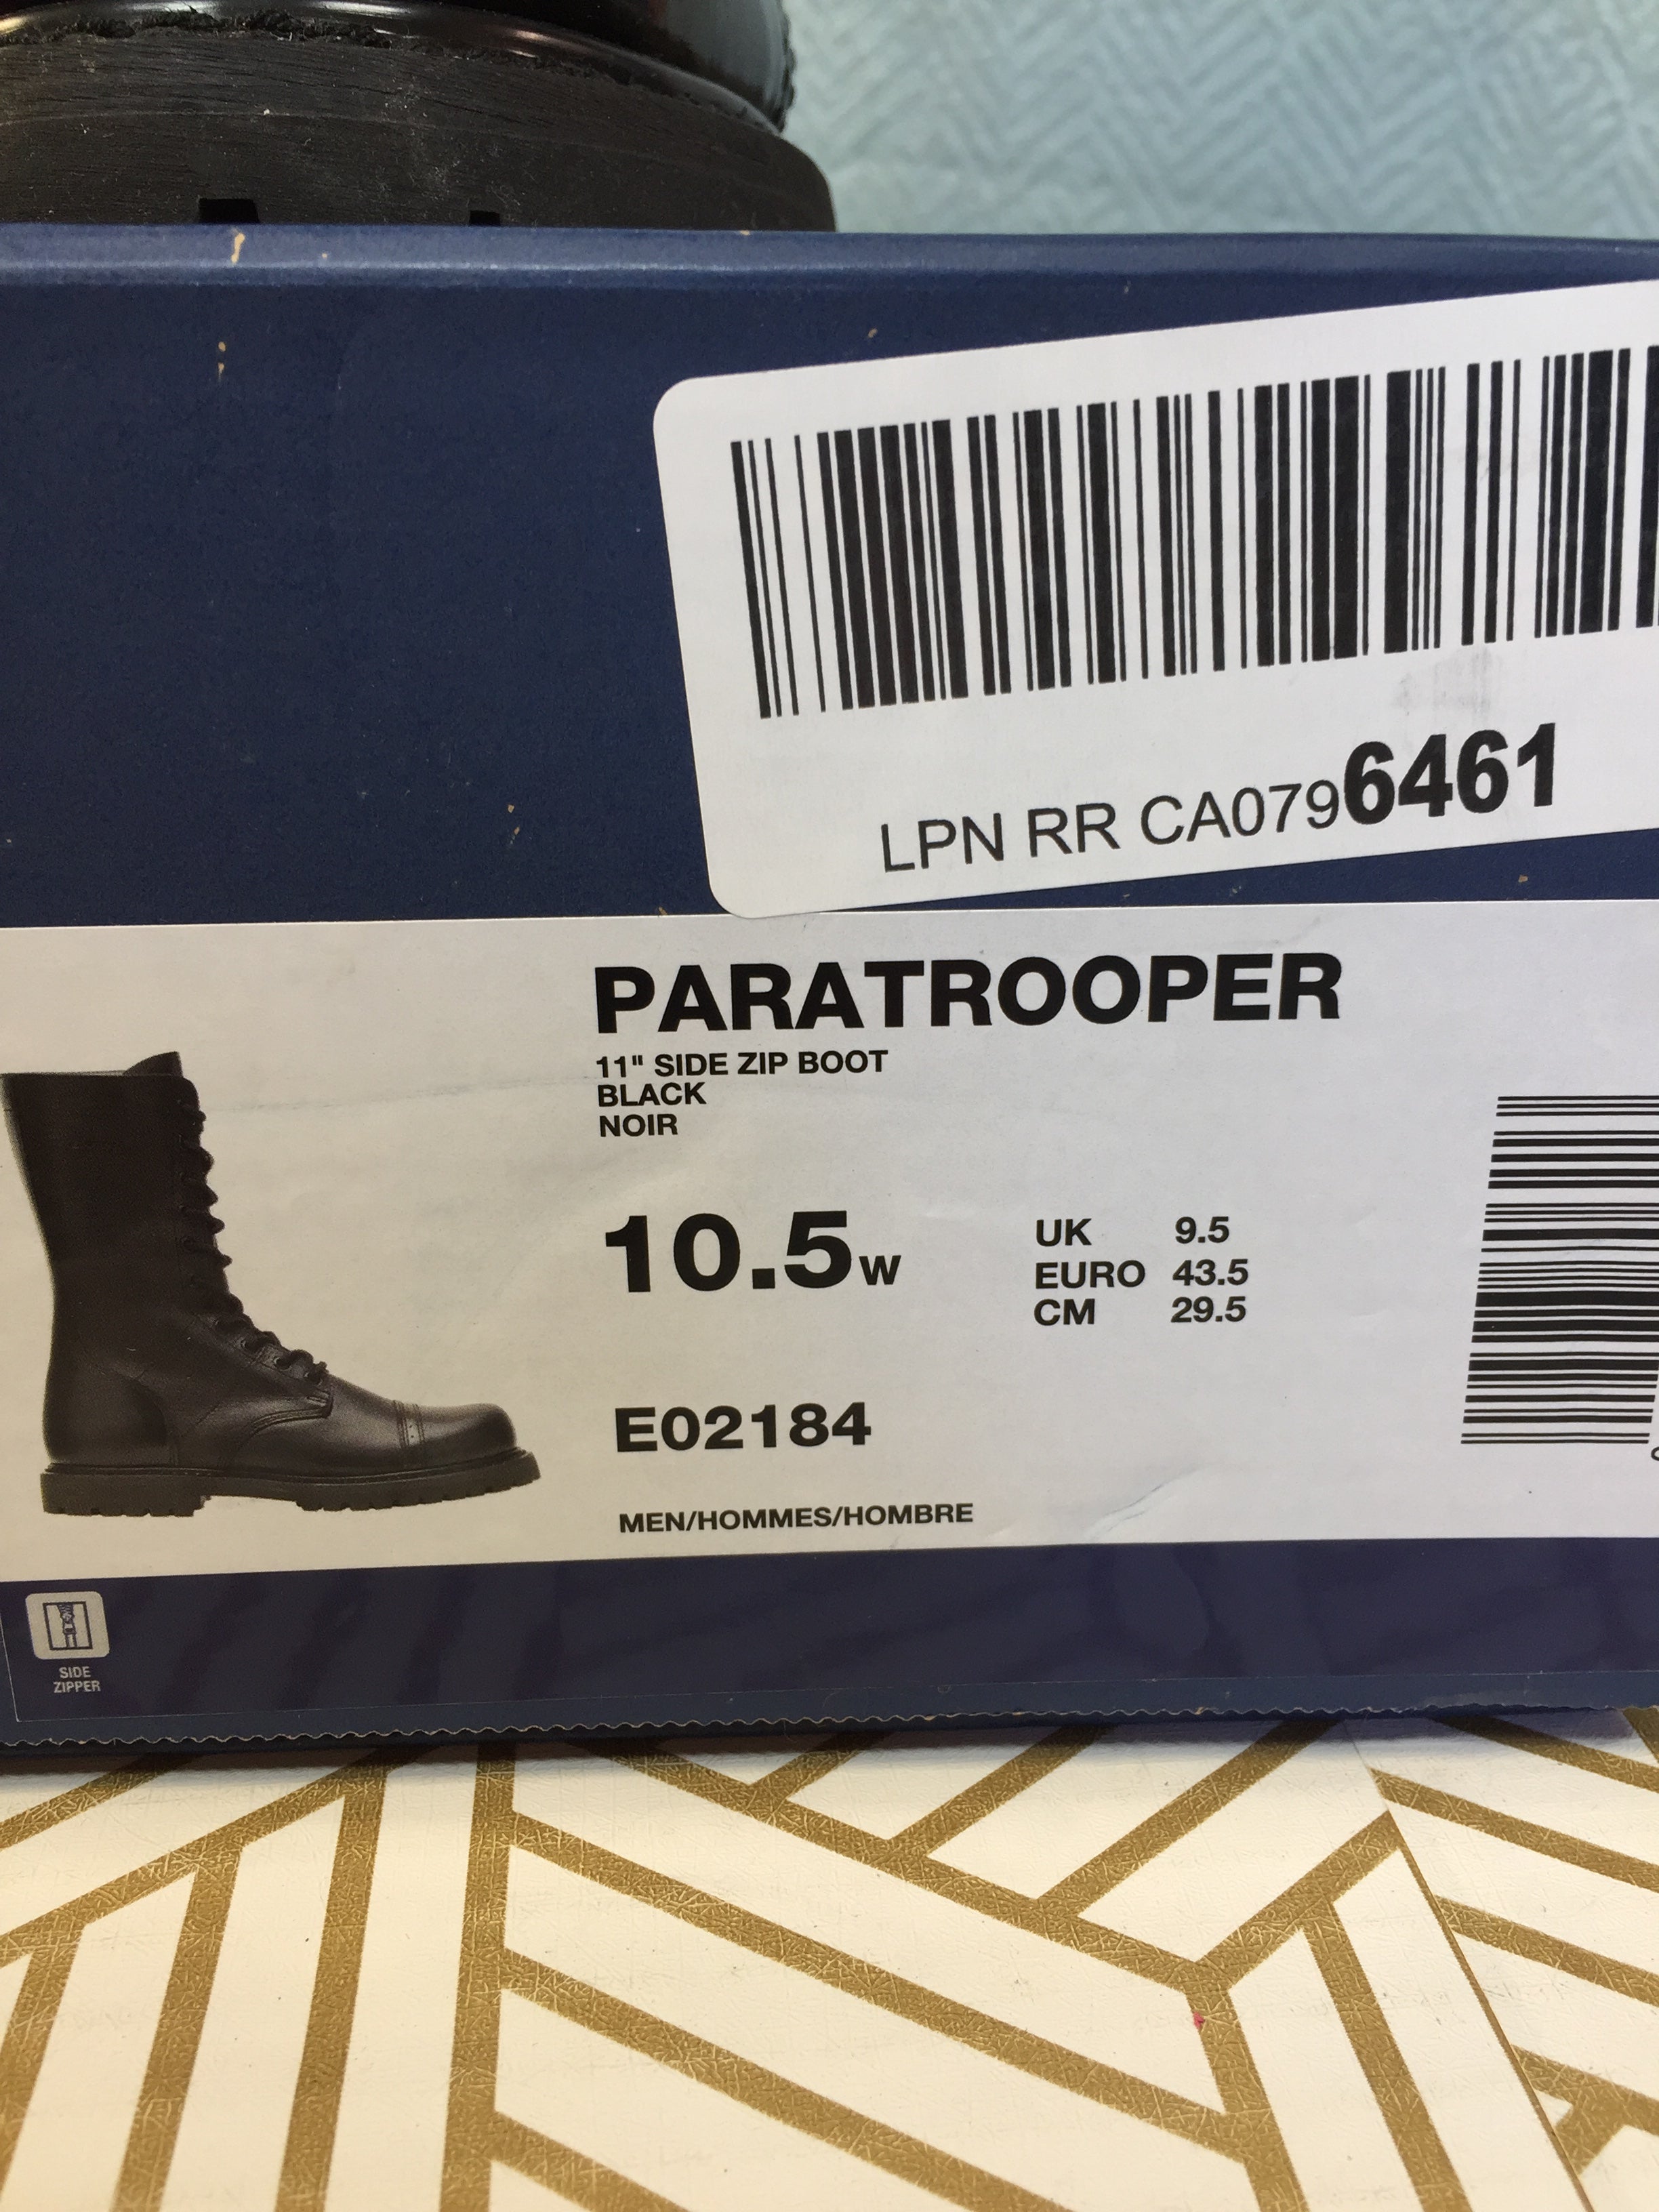 LPN RR CA0796461
PARATROOPER
11" SIDE ZIP BOOT
BLACK
NOIR
10.5W
UK 9.5
EURO 43.5
CM 29.5
E02184
MEN/HOMMES/HOMBRE
SIDE
ZIPPER